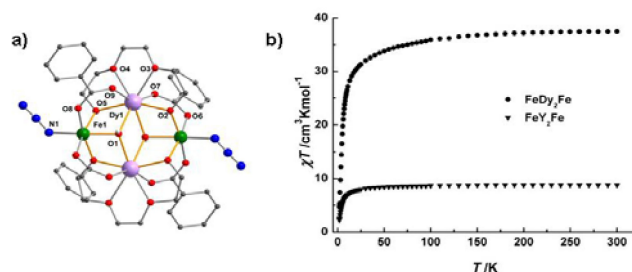 a)
b)
O4
O3
O8
O9
O7
O5
N1
Dy1
O2
O6
Fe1
O1
40
30
20
10
0
0
50
100
150
200
250
300
χT /cm³Kmol⁻¹
T /K
FeDy₂Fe
FeY₂Fe